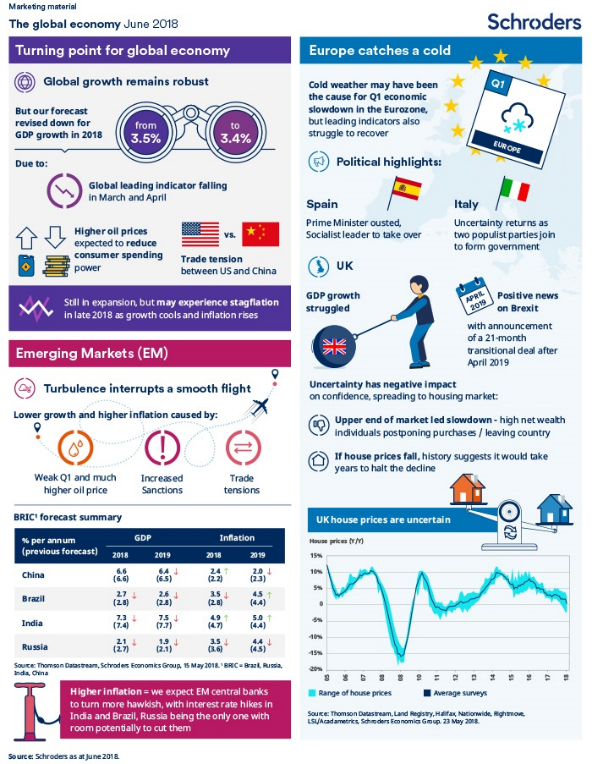 Marketing material
The global economy June 2018
Schroders
Turning point for global economy
Global growth remains robust
But our forecast
revised down for
GDP growth in 2018
from
3.5%
to
3.4%
Due to:
Global leading indicator falling
in March and April
Higher oil prices
expected to reduce
consumer spending
power
vs.
Trade tension
between US and China
Still in expansion, but may experience stagflation
in late 2018 as growth cools and inflation rises
Emerging Markets (EM)
Turbulence interrupts a smooth flight
Lower growth and higher inflation caused by:
Weak Q1 and much
higher oil price
Increased
Sanctions
Trade
tensions
BRIC¹ forecast summary
% per annum
(previous forecast)
GDP
Inflation
2018 2019 2018 2019
China 6.6 6.4 ↓ 2.4 ↑ 2.0 ↓
(6.6) (6.5) (2.2) (2.3)
Brazil 2.7 ↓ 2.6 ↓ 3.5 ↓ 4.5 ↑
(2.8) (2.8) (2.8) (4.4)
India 7.3 ↓ 7.5 ↓ 4.9 ↑ 5.0 ↑
(7.4) (7.7) (4.7) (4.4)
Russia 2.1 ↓ 1.9 ↓ 3.5 ↓ 4.4 ↓
(2.7) (2.1) (3.6) (4.5)
Source: Thomson Datastream, Schroders Economics Group, 15 May 2018. ¹ BRIC = Brazil, Russia,
India, China
Higher inflation = we expect EM central banks
to turn more hawkish, with interest rate hikes in
India and Brazil, Russia being the only one with
room potentially to cut them
Source: Schroders as at June 2018.
Europe catches a cold
Cold weather may have been
the cause for Q1 economic
slowdown in the Eurozone,
but leading indicators also
struggle to recover
Q1
EUROPE
Political highlights:
Spain
Prime Minister ousted,
Socialist leader to take over
Italy
Uncertainty returns as
two populist parties join
to form government
UK
GDP growth
struggled
APRIL
2019
Positive news
on Brexit
with announcement
of a 21-month
transitional deal after
April 2019
Uncertainty has negative impact
on confidence, spreading to housing market:
Upper end of market led slowdown - high net wealth
individuals postponing purchases / leaving country
If house prices fall, history suggests it would take
years to halt the decline
UK house prices are uncertain
House prices (Y/Y)
15%
10%
5%
0
-5%
-10%
-15%
-20%
05 06 07 08 09 10 11 12 13 14 15 16 17 18
Range of house prices
Average surveys
Source: Thomson Datastream, Land Registry, Halifax, Nationwide, Rightmove,
LSL/Acadametrics, Schroders Economics Group. 23 May 2018.